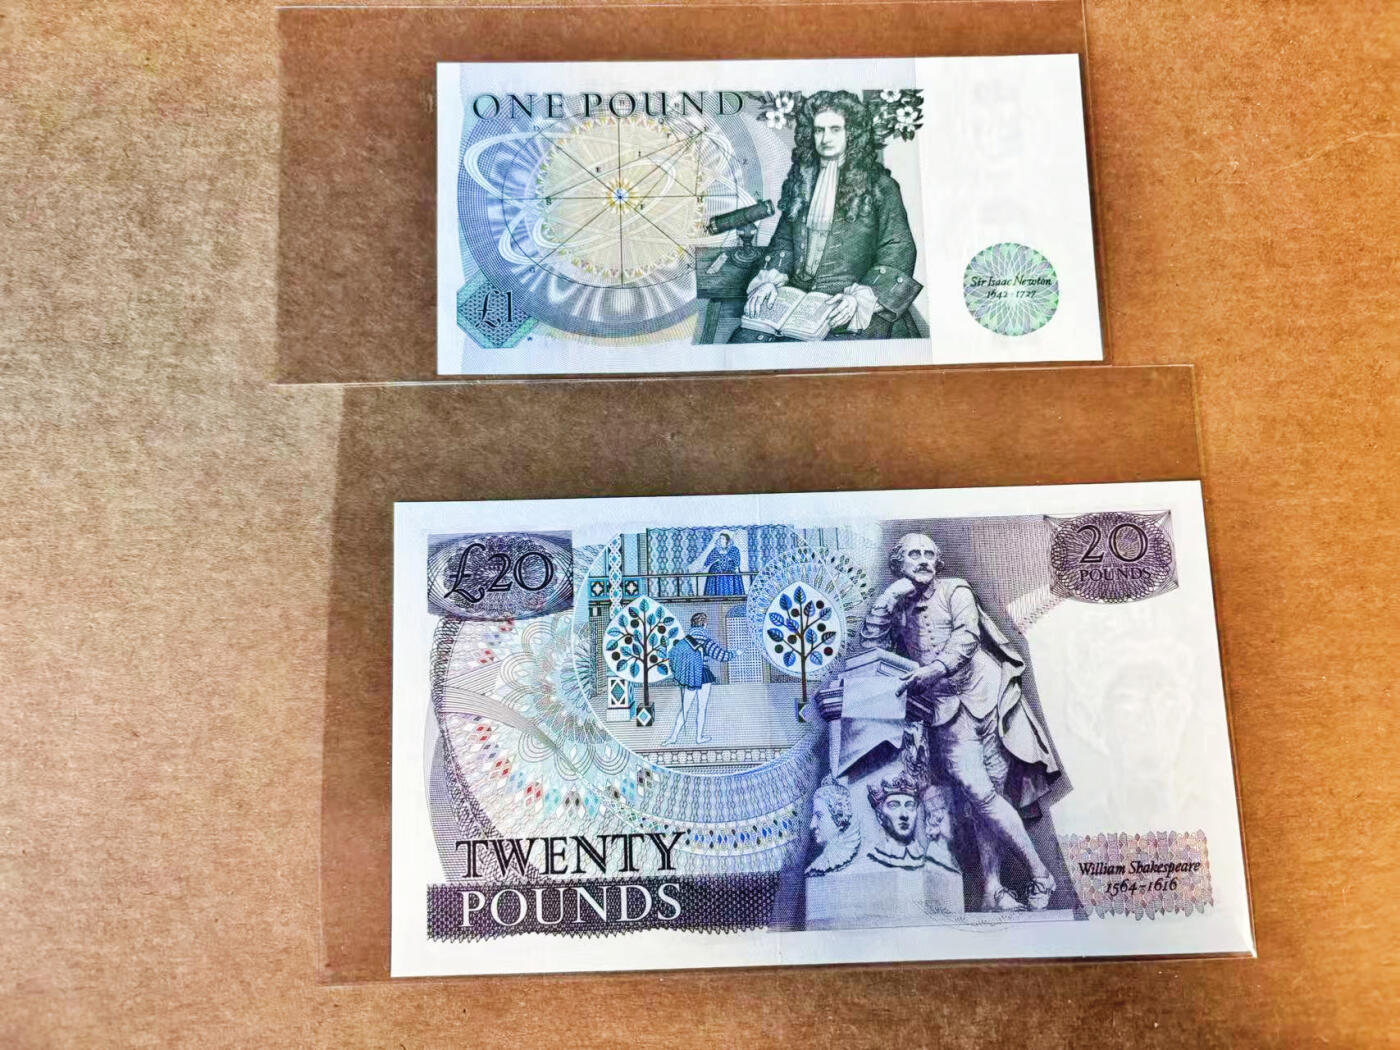 ONE POUND
£1
Sir Isaac Newton
1642-1727
£20
20
POUNDS
TWENTY
POUNDS
William Shakespeare
1564-1616